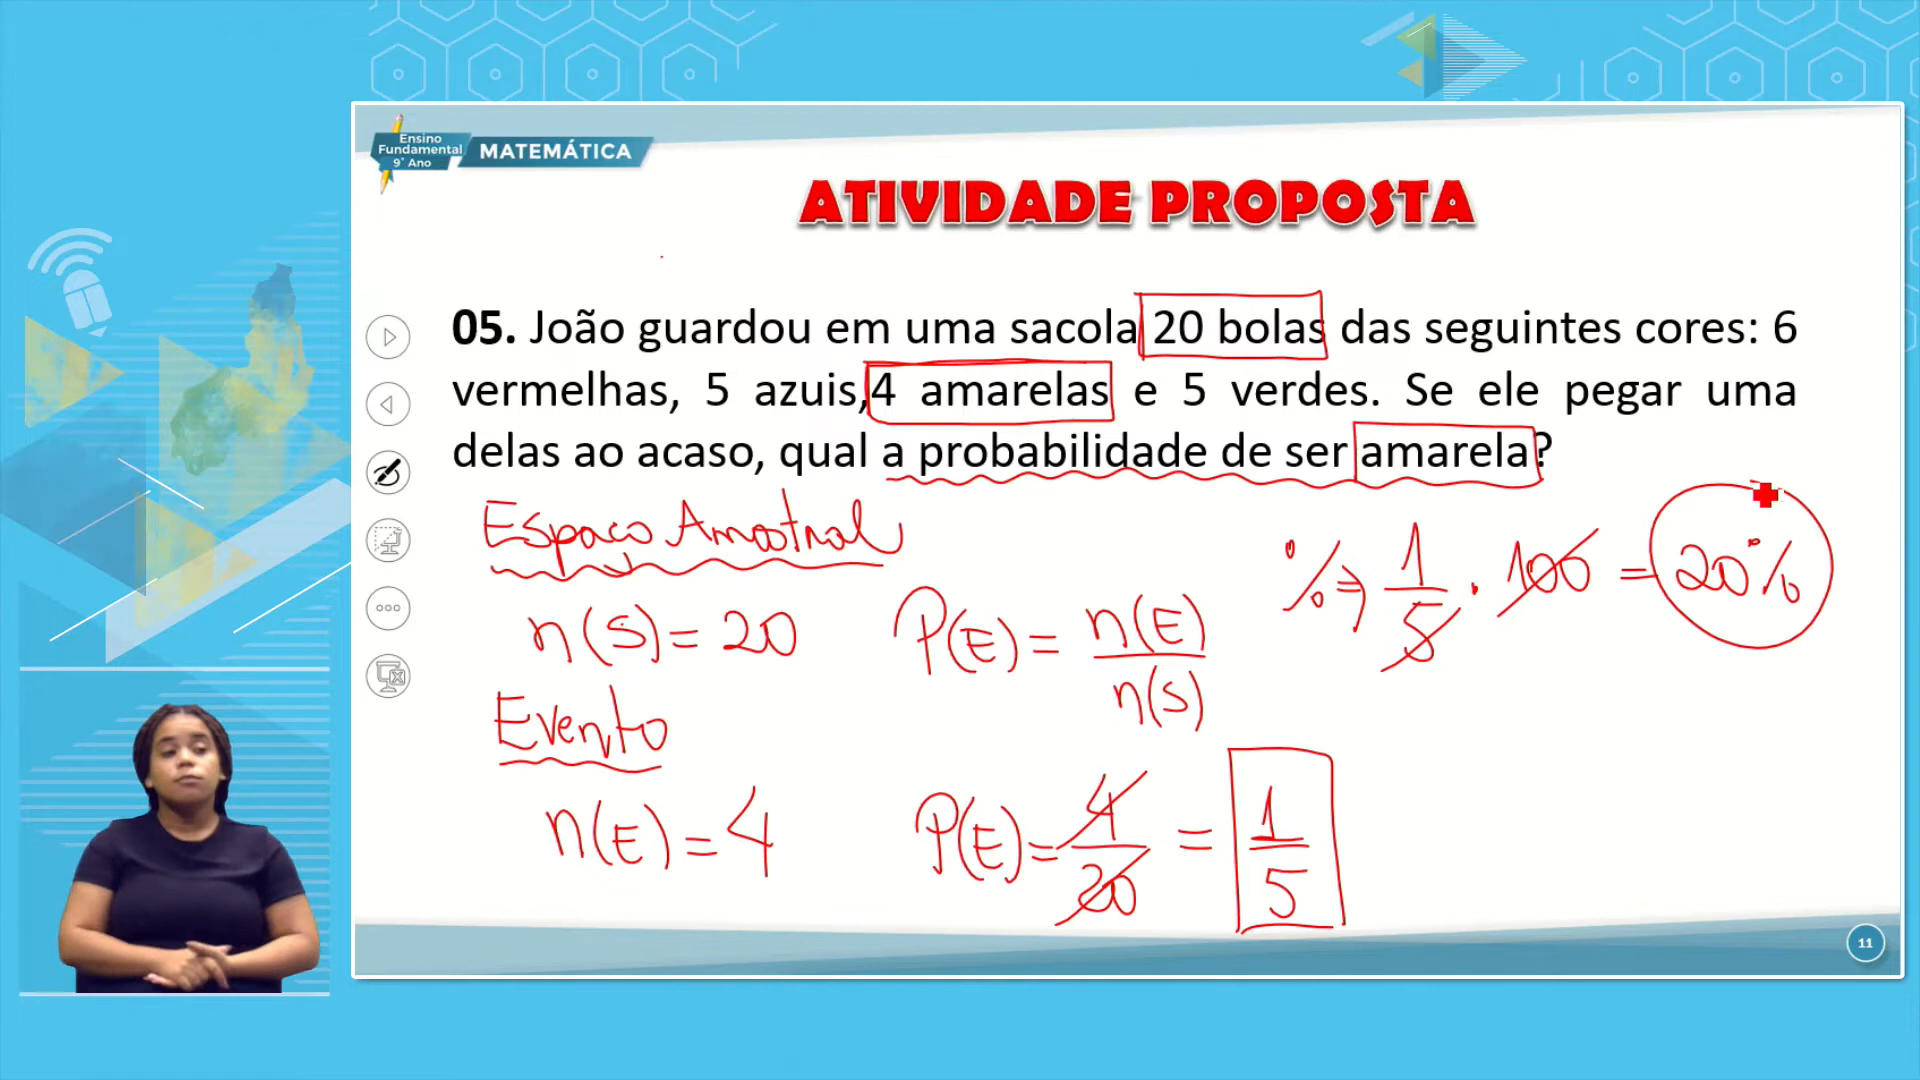 Ensino
Fundamental
9° Ano
MATEMÁTICA
ATIVIDADE PROPOSTA
05. João guardou em uma sacola 20 bolas das seguintes cores: 6
vermelhas, 5 azuis, 4 amarelas e 5 verdes. Se ele pegar uma
delas ao acaso, qual a probabilidade de ser amarela?
Espaço Amostral
n(S) = 20
Evento
n(E) = 4
P(E) = n(E)/n(S)
P(E) = 4/20 = 1/5
% ⇒ 1/5 · 100 = 20%
11